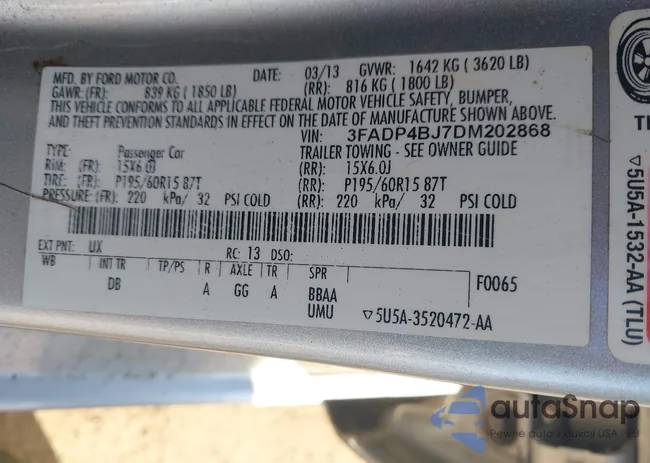 MFD. BY FORD MOTOR CO. DATE: 03/13 GVWR: 1642 KG ( 3620 LB)
GAWR: (FR): 839 KG ( 1850 LB) (RR): 816 KG ( 1800 LB)
THIS VEHICLE CONFORMS TO ALL APPLICABLE FEDERAL MOTOR VEHICLE SAFETY, BUMPER,
AND THEFT PREVENTION STANDARDS IN EFFECT ON THE DATE OF MANUFACTURE SHOWN ABOVE.
VIN: 3FADP4BJ7DM202868
TYPE: Passenger Car TRAILER TOWING - SEE OWNER GUIDE
RIM: (FR): 15X6.0J (RR): 15X6.0J
TIRE: (FR): P195/60R15 87T (RR): P195/60R15 87T
PRESSURE: (FR): 220 kPa/ 32 PSI COLD (RR): 220 kPa/ 32 PSI COLD
EXT PNT: UX RC: 13 DSO:
WB INT TR TP/PS R AXLE TR SPR F0065
DB A GG A BBAA
UMU ▽5U5A-3520472-AA
TH
▽5U5A-1532-AA (TLU)
autoSnap
Pewne auta z aukcji USA - EU